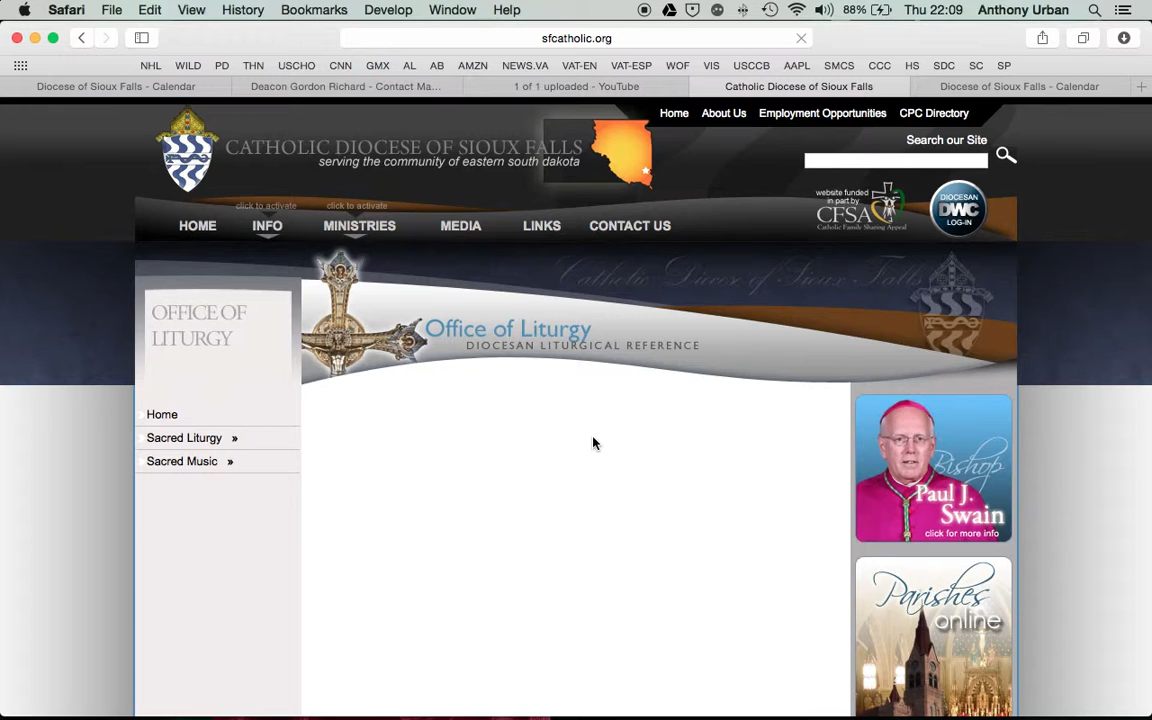 Safari File Edit View History Bookmarks Develop Window Help 88% Thu 22:09 Anthony Urban
sfcatholic.org
NHL WILD PD THN USCHO CNN GMX AL AB AMZN NEWS.VA VAT-EN VAT-ESP WOF VIS USCCB AAPL SMCS CCC HS SDC SC SP
Diocese of Sioux Falls - Calendar Deacon Gordon Richard - Contact Ma... 1 of 1 uploaded - YouTube Catholic Diocese of Sioux Falls Diocese of Sioux Falls - Calendar
Home About Us Employment Opportunities CPC Directory
Search our Site
CATHOLIC DIOCESE OF SIOUX FALLS
serving the community of eastern south dakota
website funded
in part by
CFSA
Catholic Family Sharing Appeal
DIOCESAN
DWC
LOG-IN
click to activate click to activate
HOME INFO MINISTRIES MEDIA LINKS CONTACT US
Catholic Diocese of Sioux Falls
OFFICE OF
LITURGY
Office of Liturgy
DIOCESAN LITURGICAL REFERENCE
Home
Sacred Liturgy »
Sacred Music »
Bishop
Paul J.
Swain
click for more info
Parishes
online